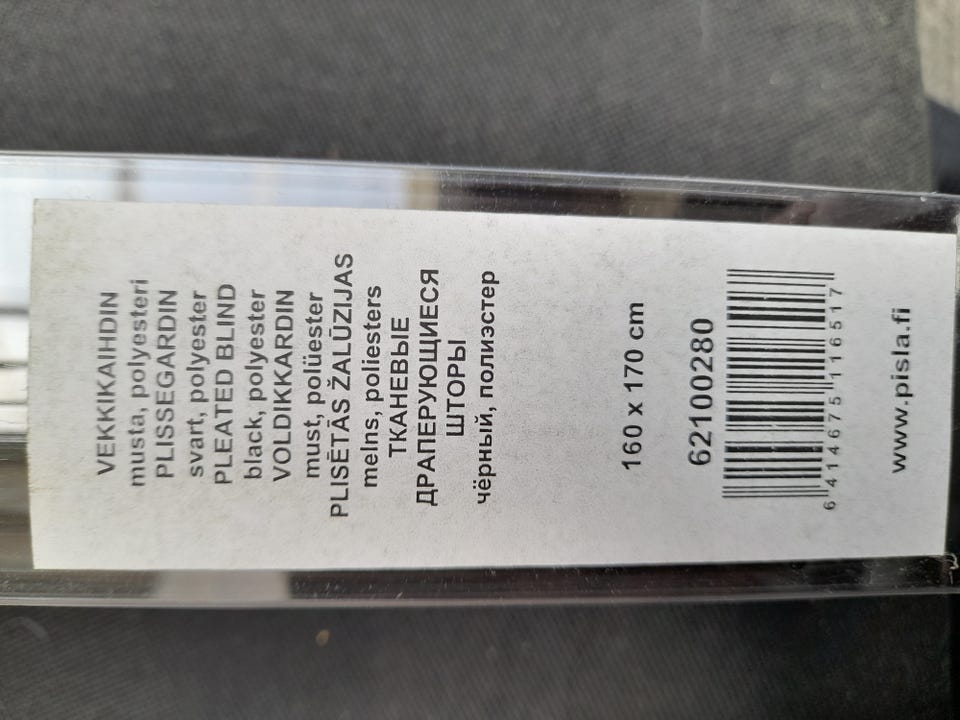 VEKKIKAIHDIN
musta, polyesteri
PLISSEGARDIN
svart, polyester
PLEATED BLIND
black, polyester
VOLDIKKARDIN
must, polüester
PLISĒTĀS ŽALŪZIJAS
melns, poliesters
ТКАНЕВЫЕ
ДРАПЕРУЮЩИЕСЯ
ШТОРЫ
чёрный, полиэстер
160 x 170 cm
62100280
6 414675 116517
www.pisla.fi